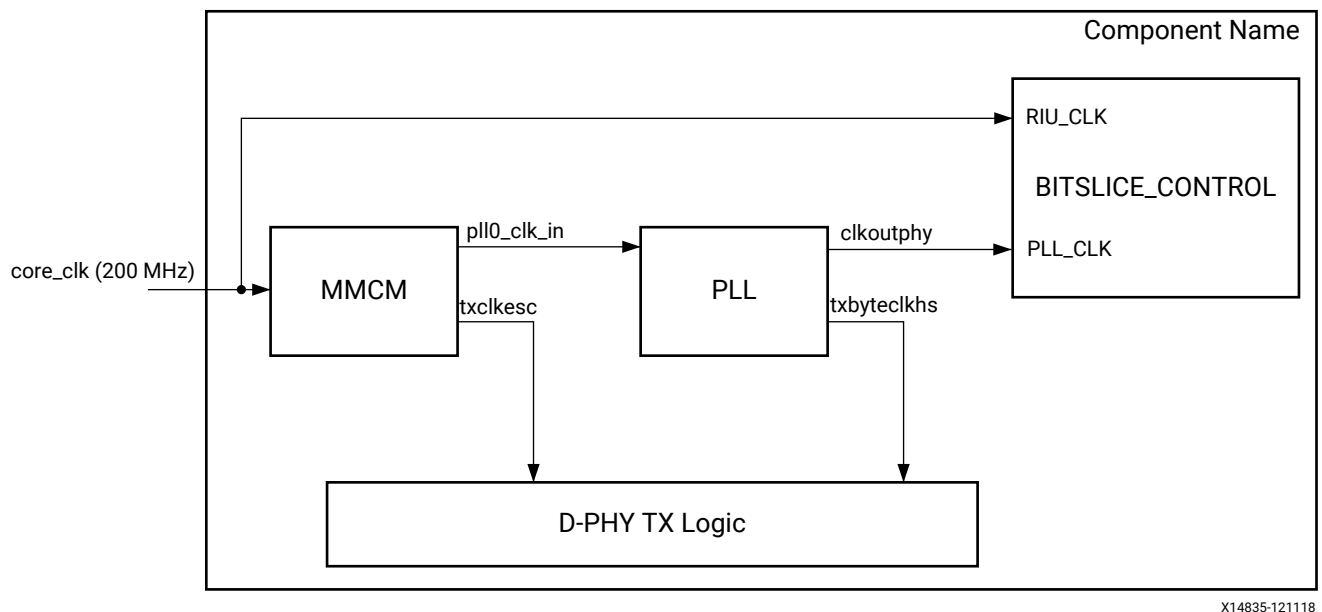 Component Name
RIU_CLK
BITSLICE_CONTROL
pll0_clk_in
clkoutphy
PLL_CLK
core_clk (200 MHz)
MMCM
PLL
txclkesc
txbyteclkhs
D-PHY TX Logic
X14835-121118